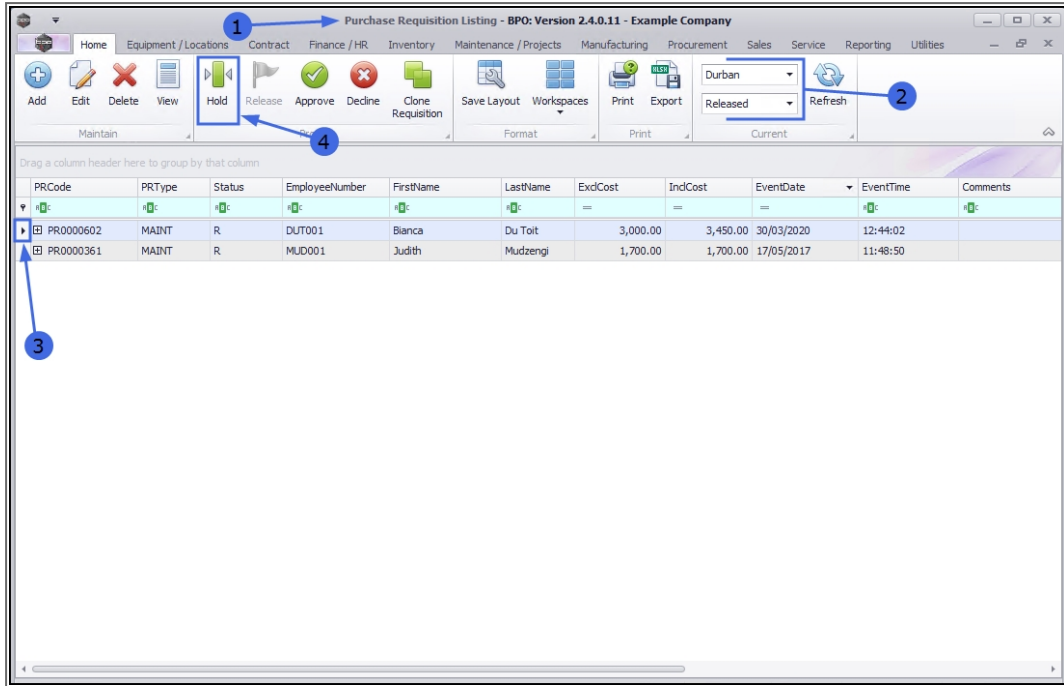 Purchase Requisition Listing - BPO: Version 2.4.0.11 - Example Company
1
Home Equipment / Locations Contract Finance / HR Inventory Maintenance / Projects Manufacturing Procurement Sales Service Reporting Utilities
Add Edit Delete View Hold Release Approve Decline Clone Requisition Save Layout Workspaces Print Export Durban Released Refresh
2
Maintain Format Print Current
4
Drag a column header here to group by that column
PRCode PRType Status EmployeeNumber FirstName LastName ExclCost InclCost EventDate EventTime Comments
PR0000602 MAINT R DUT001 Bianca Du Toit 3,000.00 3,450.00 30/03/2020 12:44:02
PR0000361 MAINT R MUD001 Judith Mudzengi 1,700.00 1,700.00 17/05/2017 11:48:50
3